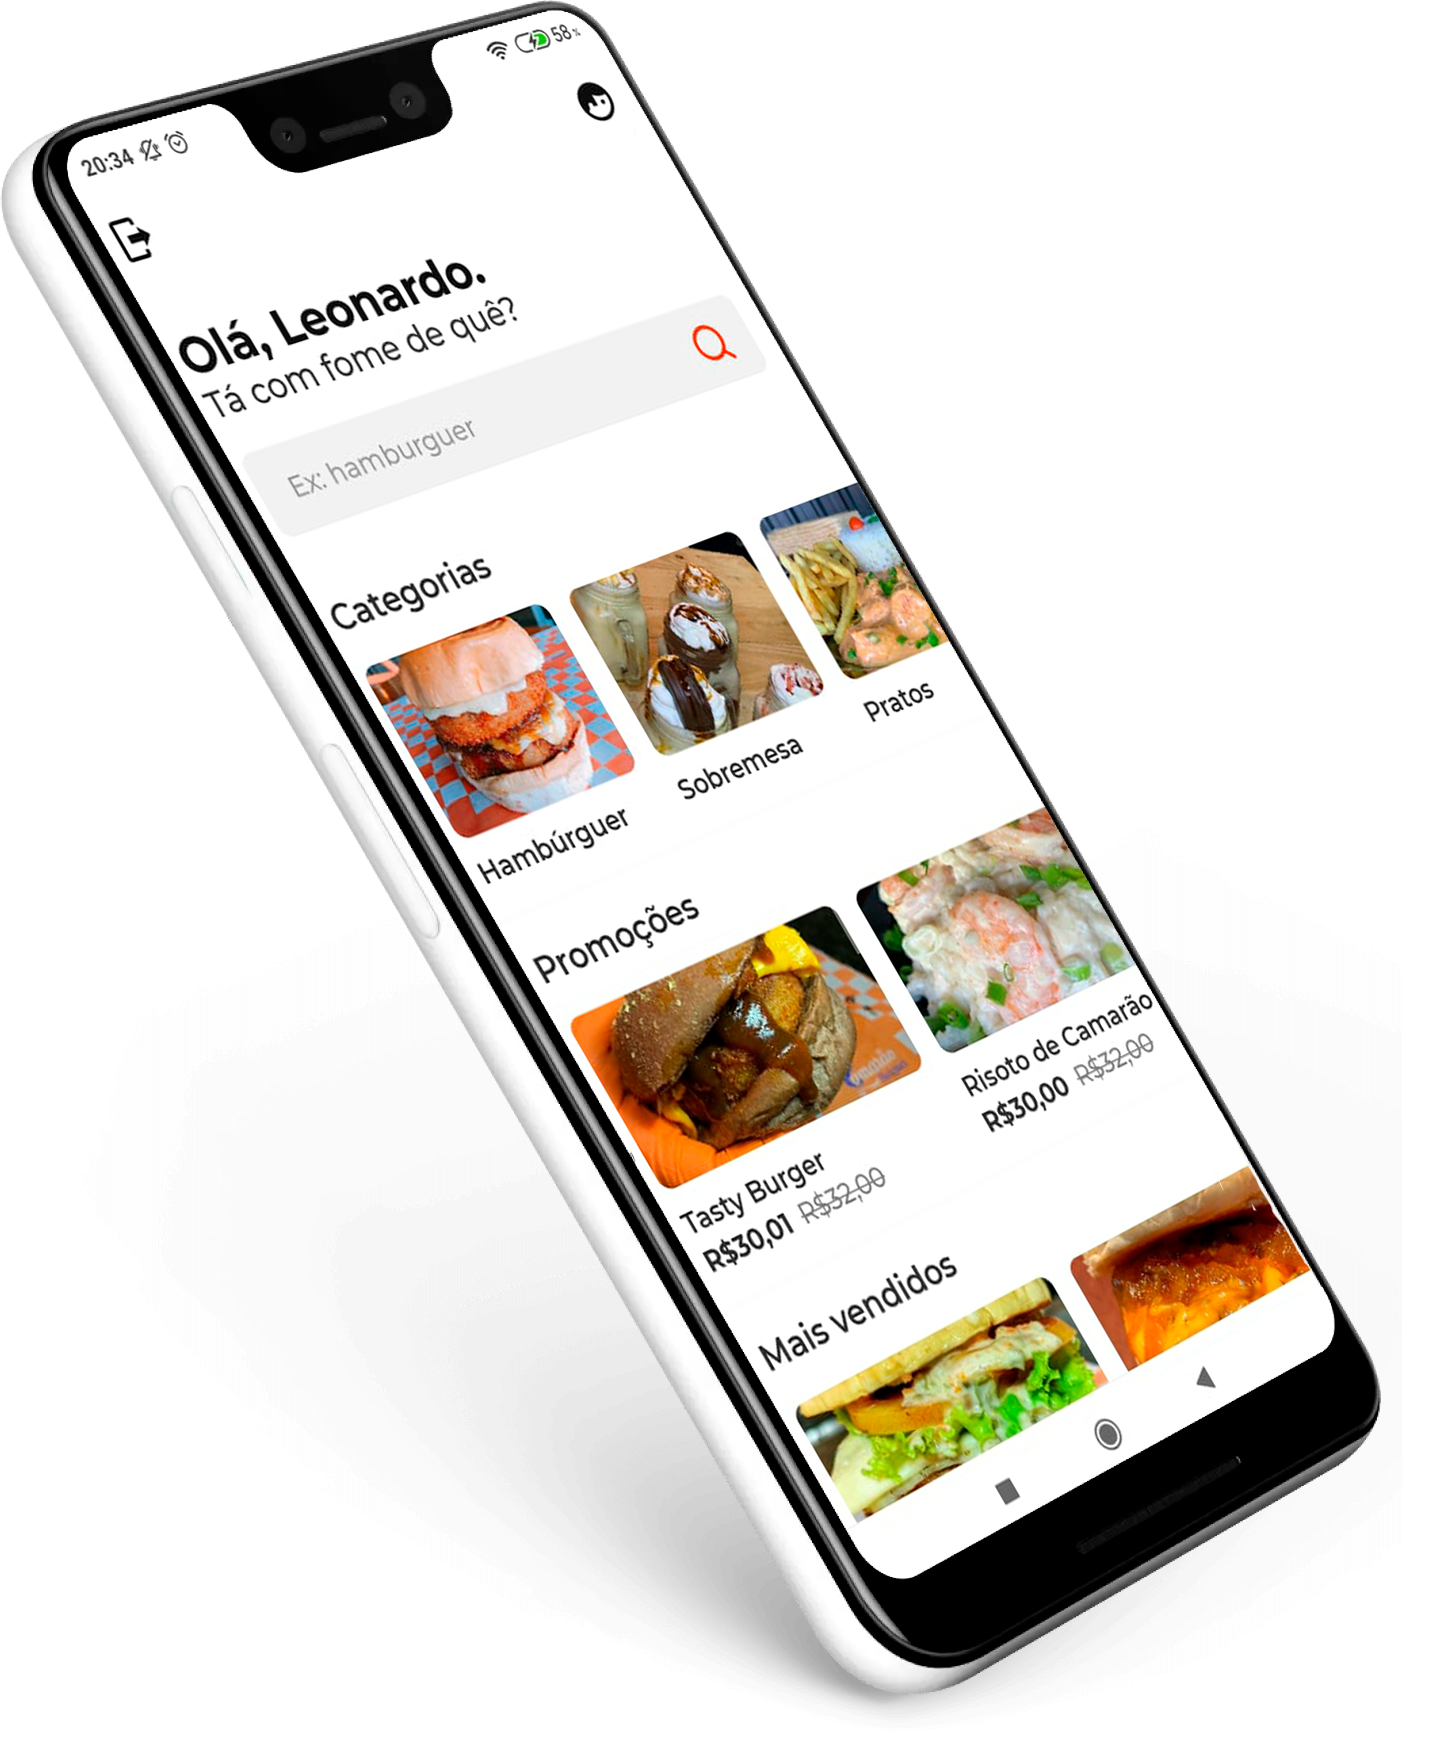 20:34
58%
Olá, Leonardo.
Tá com fome de quê?
Ex: hamburguer
Categorias
Hambúrguer
Sobremesa
Pratos
Promoções
Tasty Burger
R$30,01 R$32,00
Risoto de Camarão
R$30,00 R$32,00
Mais vendidos